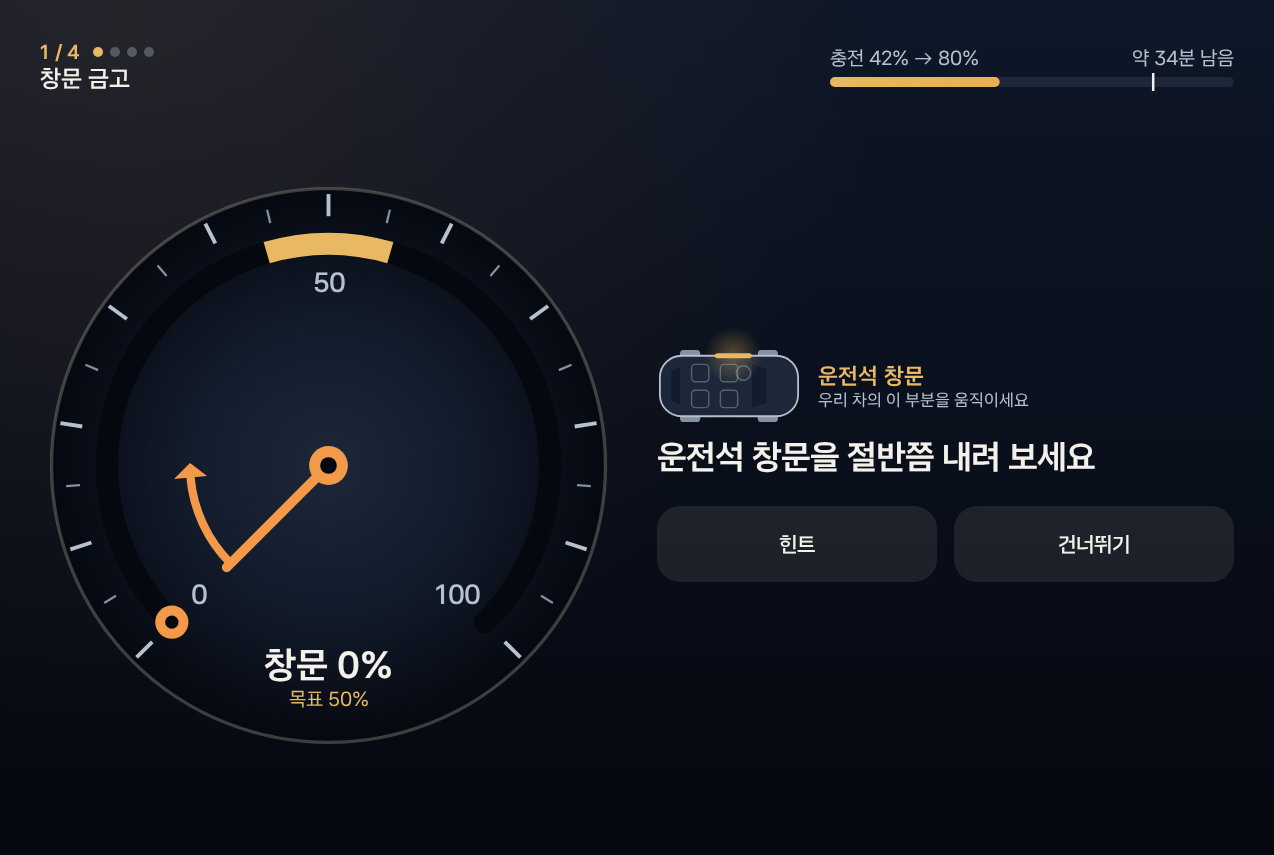 1 / 4
창문 금고
충전 42% → 80%
약 34분 남음
50
0
100
창문 0%
목표 50%
운전석 창문
우리 차의 이 부분을 움직이세요
운전석 창문을 절반쯤 내려 보세요
힌트
건너뛰기